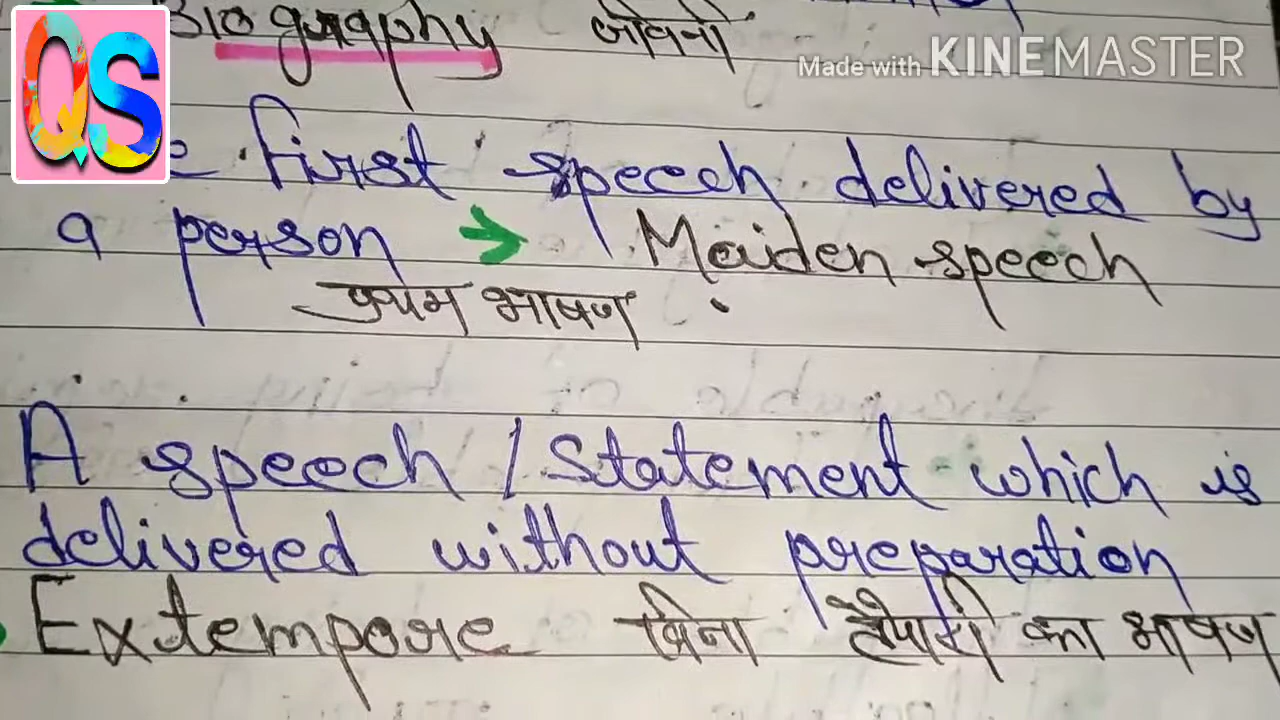 Biography जीवनी
Made with KINEMASTER
QS
first speech delivered by
a person → Maiden speech
प्रथम भाषण
A speech / Statement which is
delivered without preparation
Extempore बिना तैयारी का भाषण